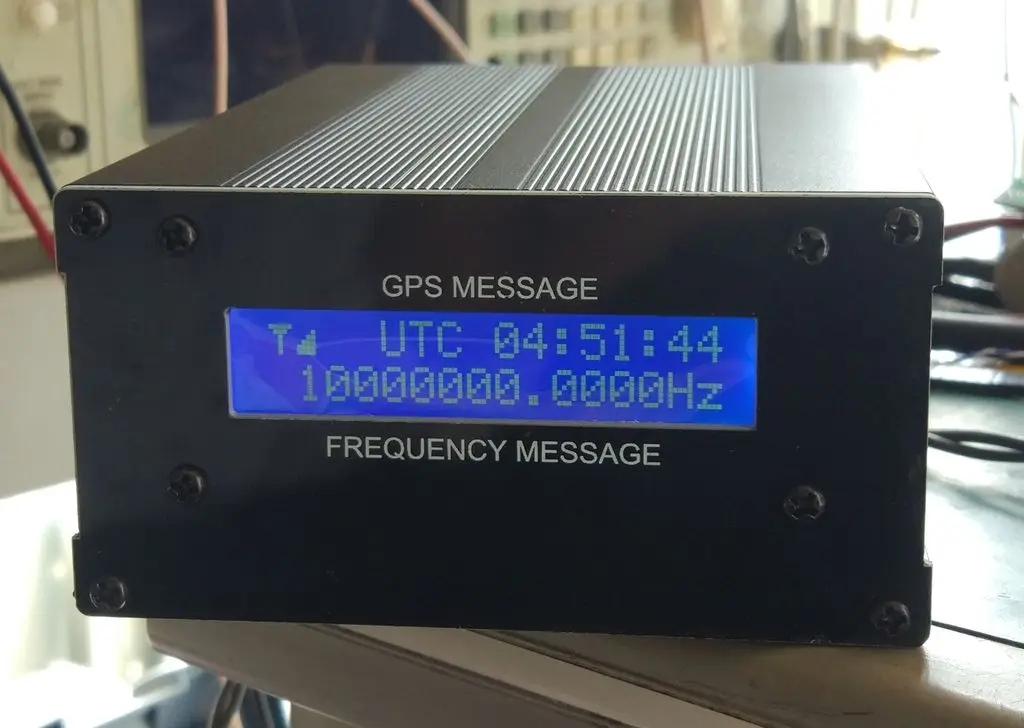 GPS MESSAGE
UTC 04:51:44
10000000.0000Hz
FREQUENCY MESSAGE